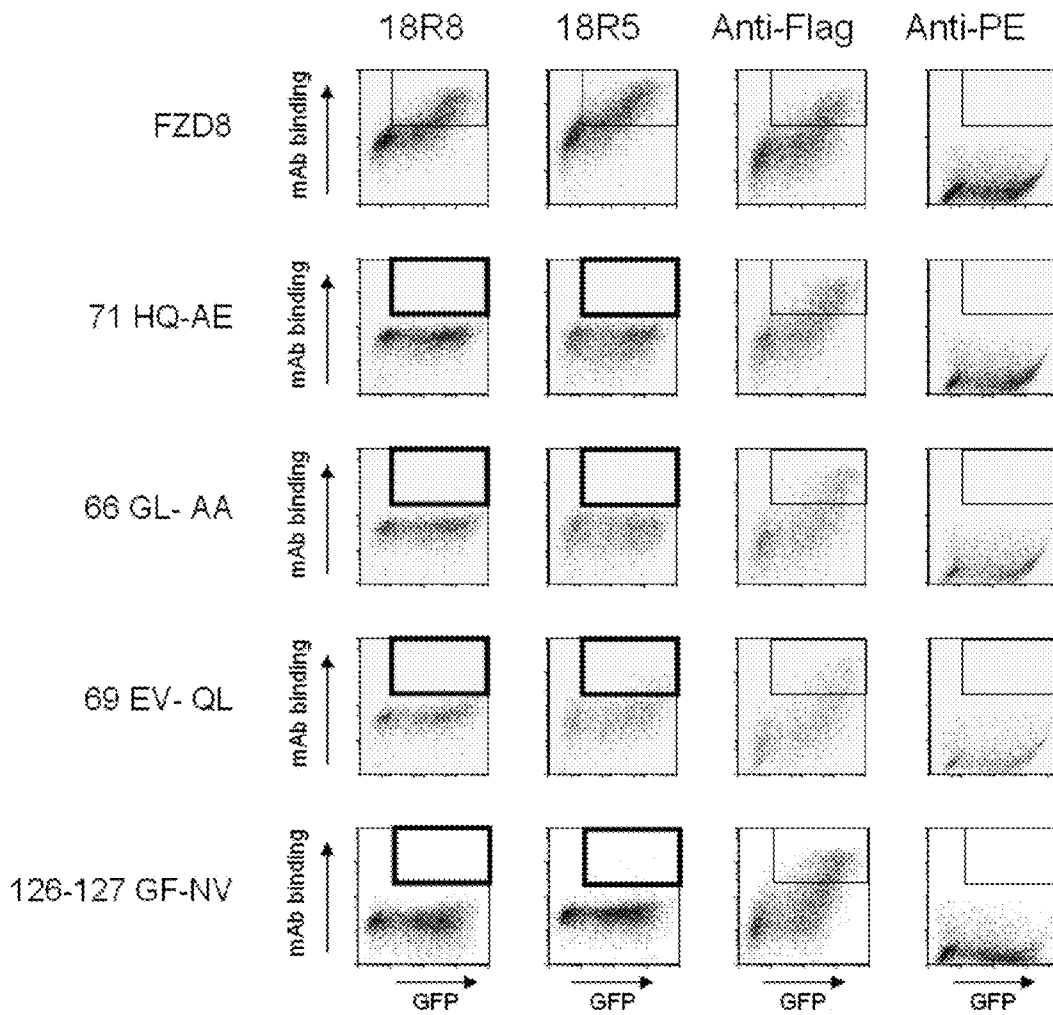 18R8 18R5 Anti-Flag Anti-PE
FZD8
mAb binding
71 HQ-AE
mAb binding
66 GL- AA
mAb binding
69 EV- QL
mAb binding
126-127 GF-NV
mAb binding
GFP GFP GFP GFP